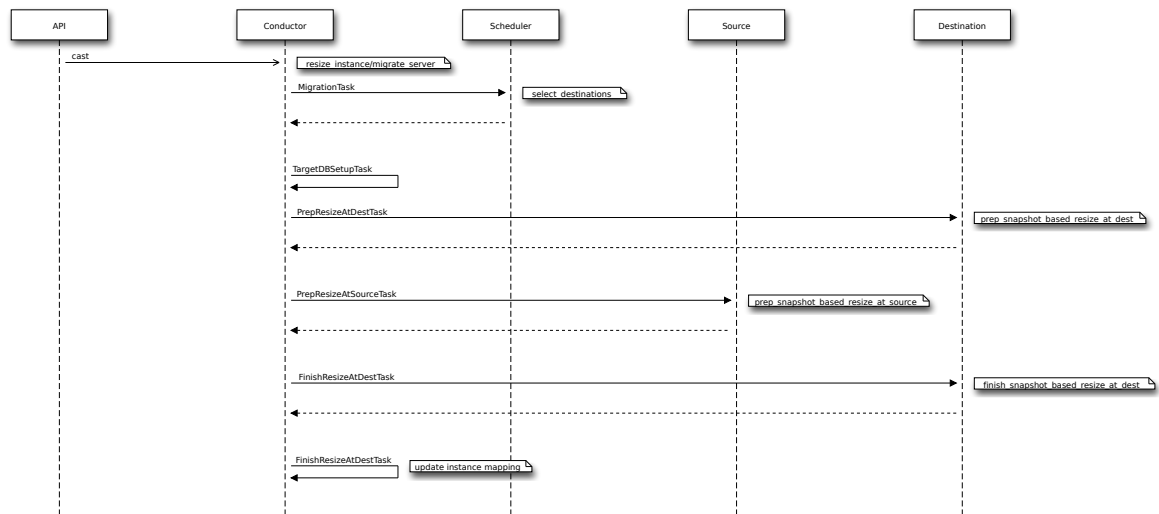 API
Conductor
Scheduler
Source
Destination
cast
resize_instance/migrate_server
MigrationTask
select_destinations
TargetDBSetupTask
PrepResizeAtDestTask
prep_snapshot_based_resize_at_dest
PrepResizeAtSourceTask
prep_snapshot_based_resize_at_source
FinishResizeAtDestTask
finish_snapshot_based_resize_at_dest
FinishResizeAtDestTask
update instance mapping